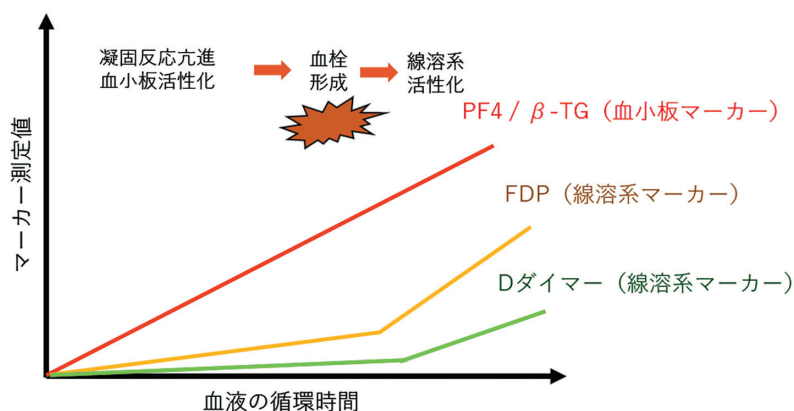 凝固反応亢進
血小板活性化
血栓
形成
線溶系
活性化
PF4 / β-TG（血小板マーカー）
FDP（線溶系マーカー）
Dダイマー（線溶系マーカー）
マーカー測定値
血液の循環時間